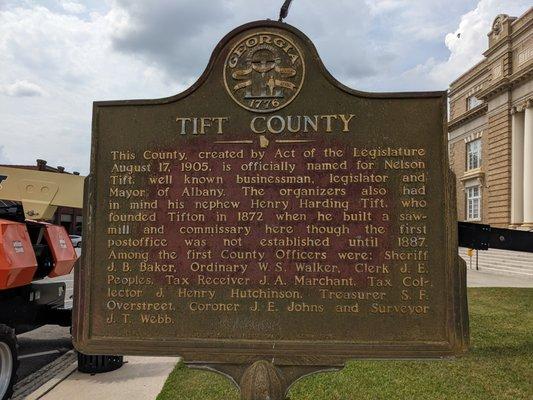 GEORGIA
1776
TIFT COUNTY
This County, created by Act of the Legislature
August 17, 1905, is officially named for Nelson
Tift, well known businessman, legislator and
Mayor of Albany. The organizers also had
in mind his nephew Henry Harding Tift, who
founded Tifton in 1872 when he built a saw-
mill and commissary here though the first
postoffice was not established until 1887.
Among the first County Officers were: Sheriff
J. B. Baker, Ordinary W. S. Walker, Clerk J. E.
Peoples, Tax Receiver J. A. Marchant, Tax Col-
lector J. Henry Hutchinson, Treasurer S. F.
Overstreet, Coroner J. E. Johns and Surveyor
J. T. Webb.